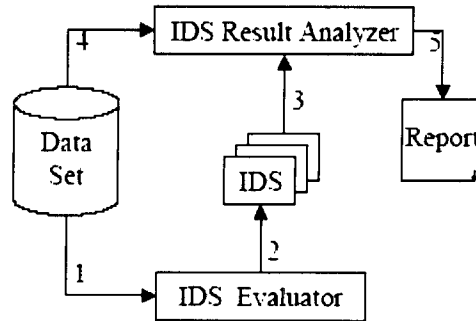 4
IDS Result Analyzer
5
3
Data
Set
IDS
Report
2
1
IDS Evaluator